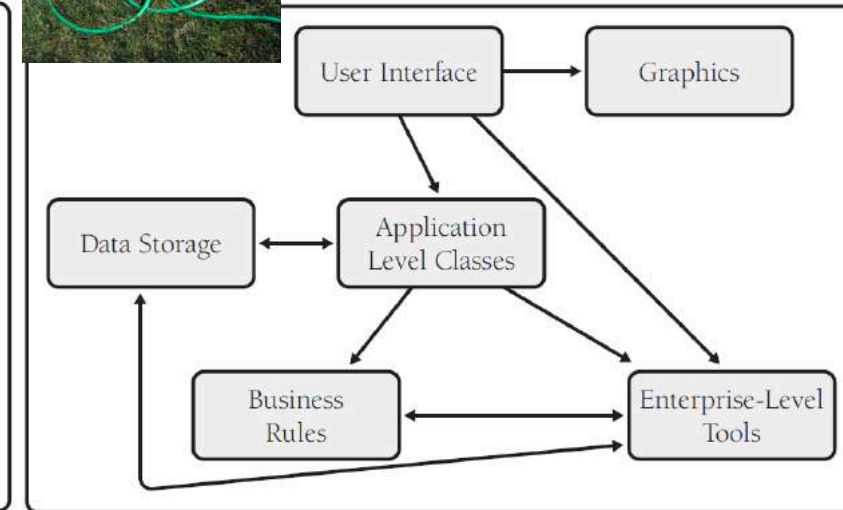 User Interface
Graphics
Data Storage
Application
Level Classes
Business
Rules
Enterprise-Level
Tools